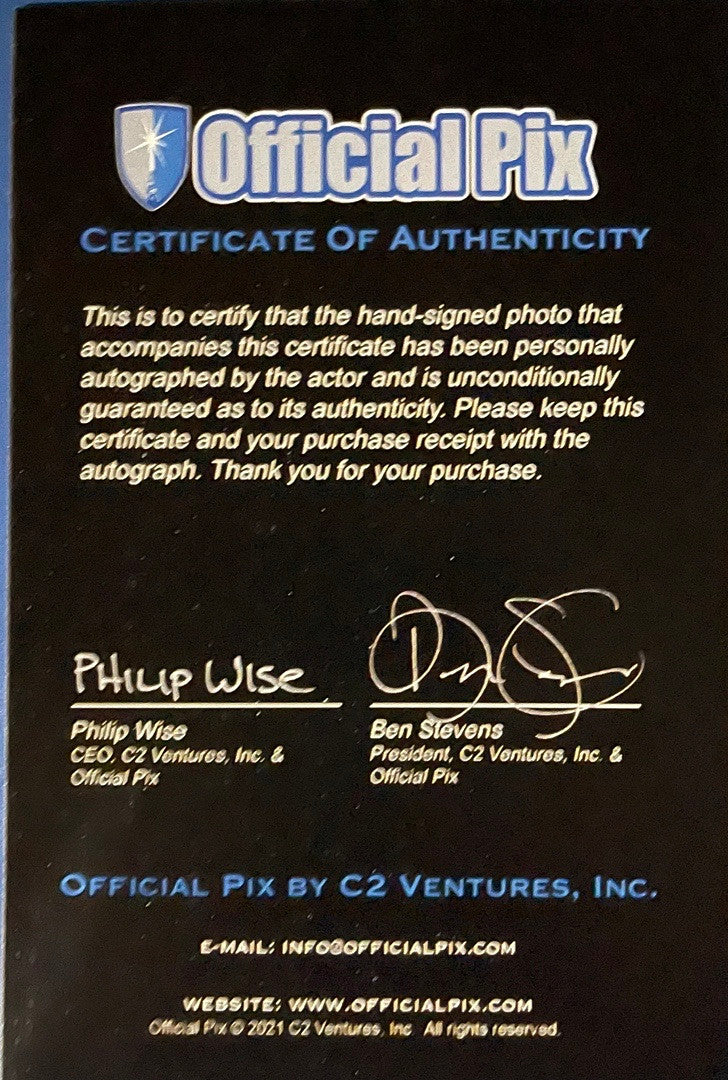 Official Pix
CERTIFICATE OF AUTHENTICITY
This is to certify that the hand-signed photo that
accompanies this certificate has been personally
autographed by the actor and is unconditionally
guaranteed as to its authenticity. Please keep this
certificate and your purchase receipt with the
autograph. Thank you for your purchase.
PHILIP WISE
Philip Wise
CEO, C2 Ventures, Inc. &
Official Pix
Ben Stevens
President, C2 Ventures, Inc. &
Official Pix
OFFICIAL PIX BY C2 VENTURES, INC.
E-MAIL: INFO@OFFICIALPIX.COM
WEBSITE: WWW.OFFICIALPIX.COM
Official Pix © 2021 C2 Ventures, Inc All rights reserved.